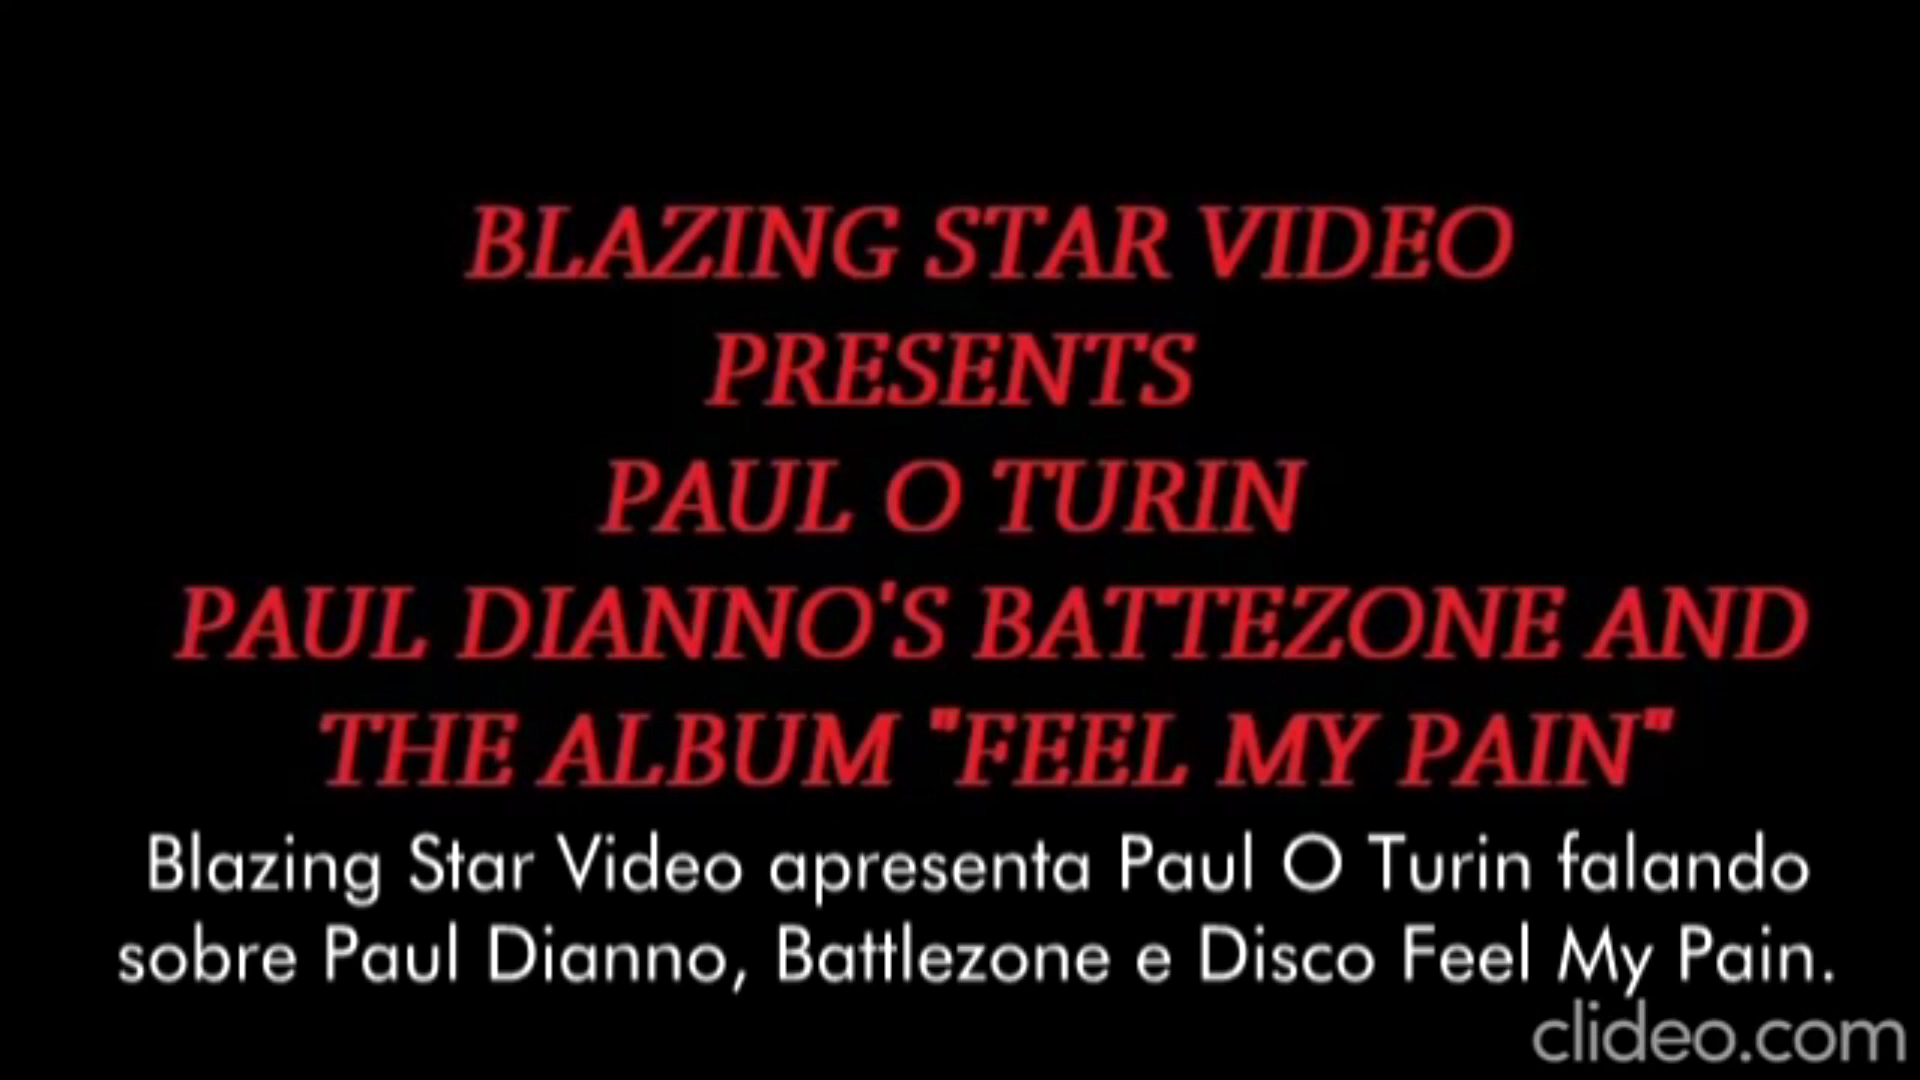 BLAZING STAR VIDEO
PRESENTS
PAUL O TURIN
PAUL DIANNO'S BATTEZONE AND
THE ALBUM "FEEL MY PAIN"
Blazing Star Video apresenta Paul O Turin falando
sobre Paul Dianno, Battlezone e Disco Feel My Pain.
clideo.com